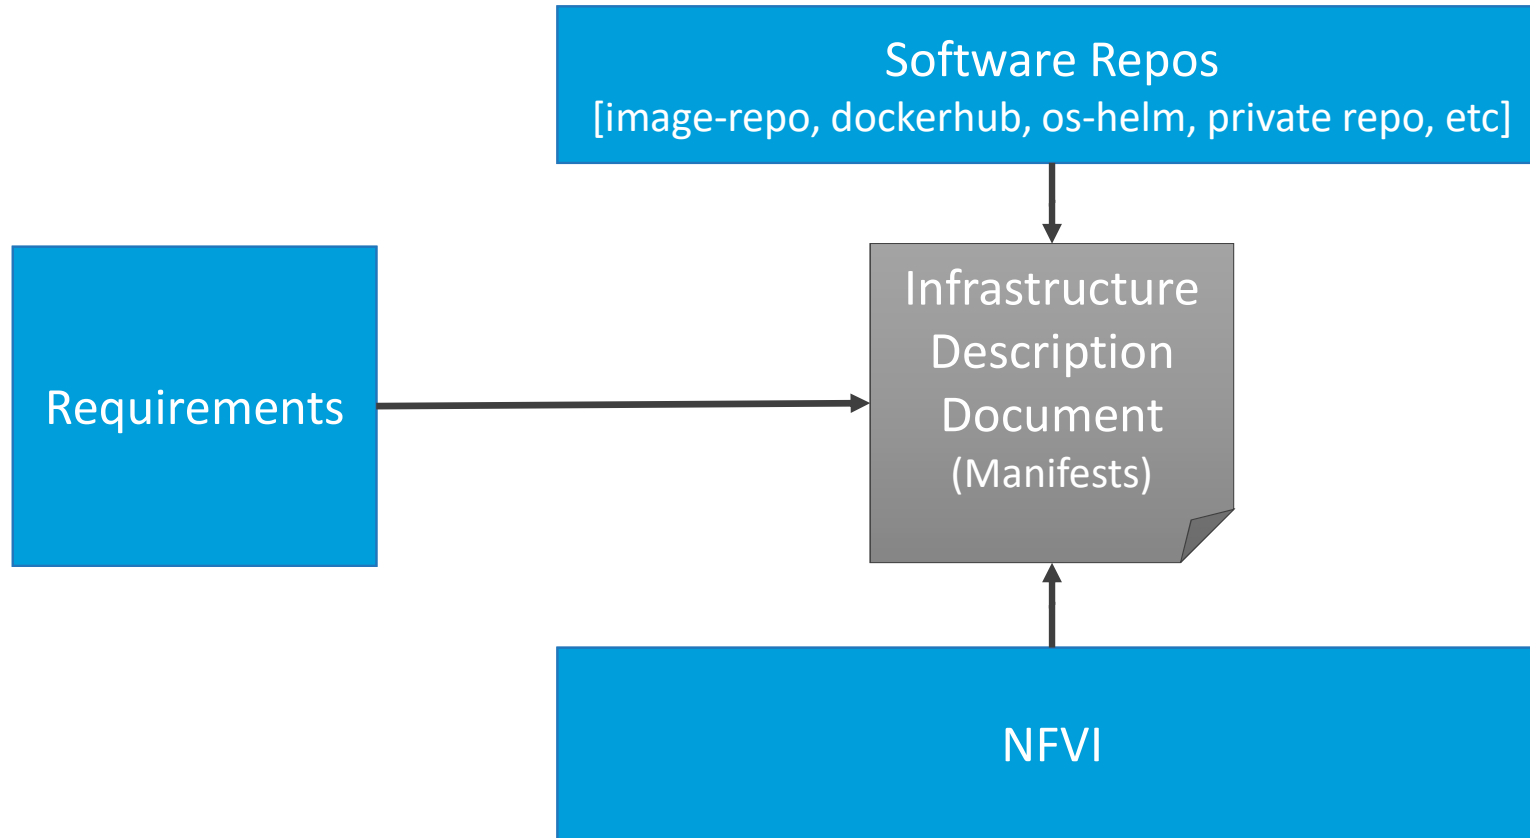 Software Repos
[image-repo, dockerhub, os-helm, private repo, etc]
Requirements
Infrastructure
Description
Document
(Manifests)
NFVI